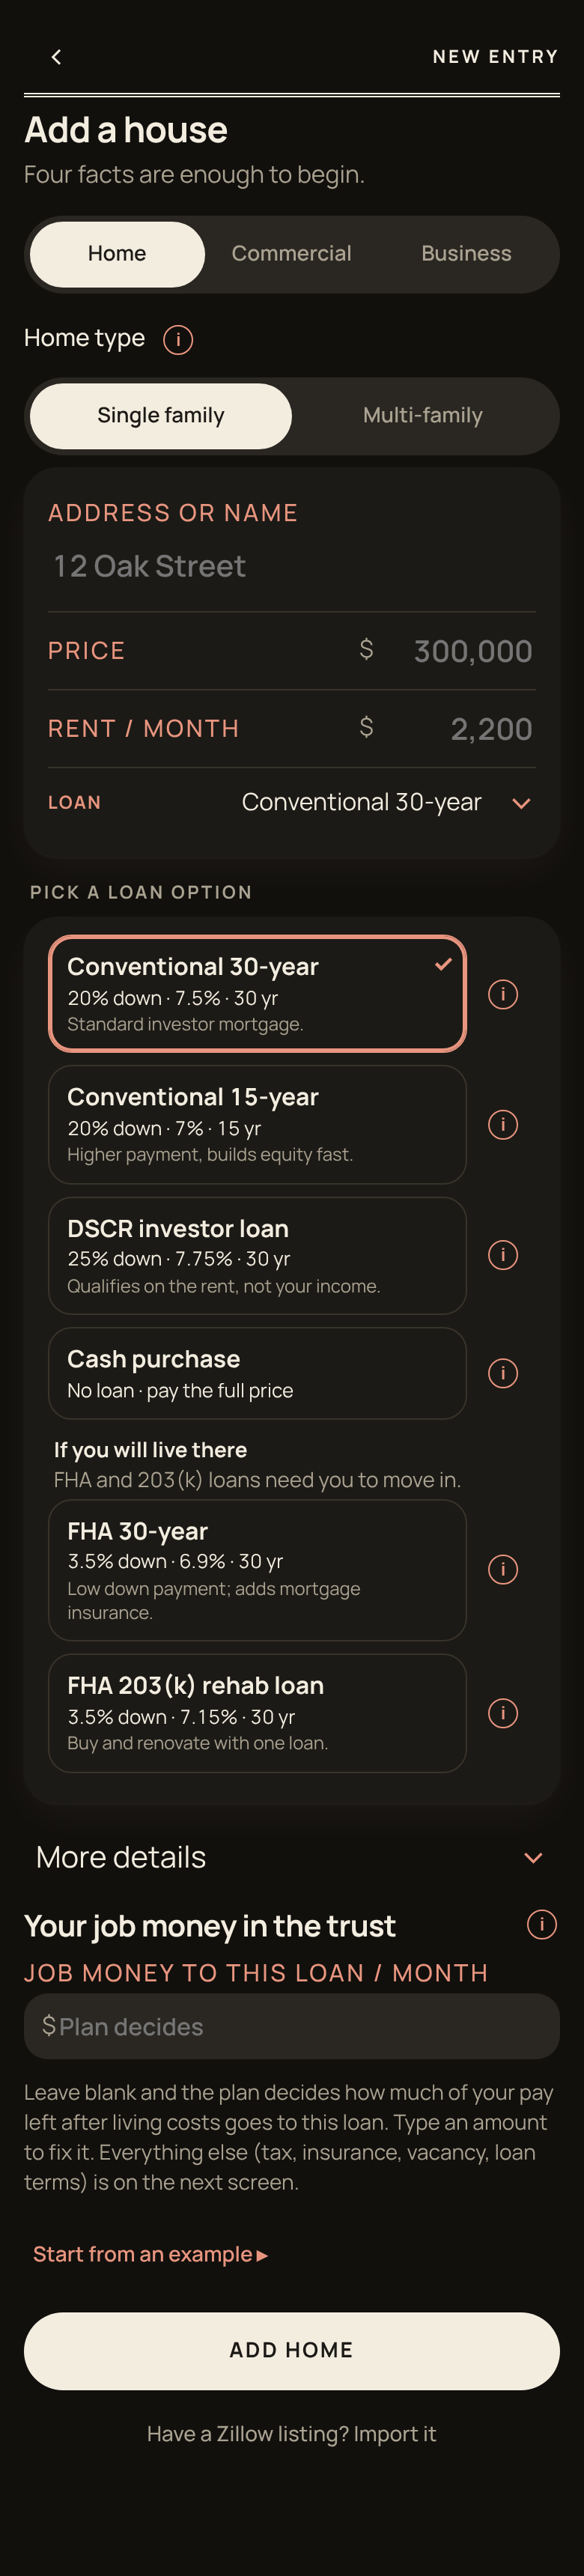 NEW ENTRY
Add a house
Four facts are enough to begin.
Home Commercial Business
Home type i
Single family Multi-family
ADDRESS OR NAME
12 Oak Street
PRICE $ 300,000
RENT / MONTH $ 2,200
LOAN Conventional 30-year
PICK A LOAN OPTION
Conventional 30-year
20% down · 7.5% · 30 yr
Standard investor mortgage.
i
Conventional 15-year
20% down · 7% · 15 yr
Higher payment, builds equity fast.
i
DSCR investor loan
25% down · 7.75% · 30 yr
Qualifies on the rent, not your income.
i
Cash purchase
No loan · pay the full price
i
If you will live there
FHA and 203(k) loans need you to move in.
FHA 30-year
3.5% down · 6.9% · 30 yr
Low down payment; adds mortgage
insurance.
i
FHA 203(k) rehab loan
3.5% down · 7.15% · 30 yr
Buy and renovate with one loan.
i
More details
Your job money in the trust i
JOB MONEY TO THIS LOAN / MONTH
$ Plan decides
Leave blank and the plan decides how much of your pay
left after living costs goes to this loan. Type an amount
to fix it. Everything else (tax, insurance, vacancy, loan
terms) is on the next screen.
Start from an example ▸
ADD HOME
Have a Zillow listing? Import it